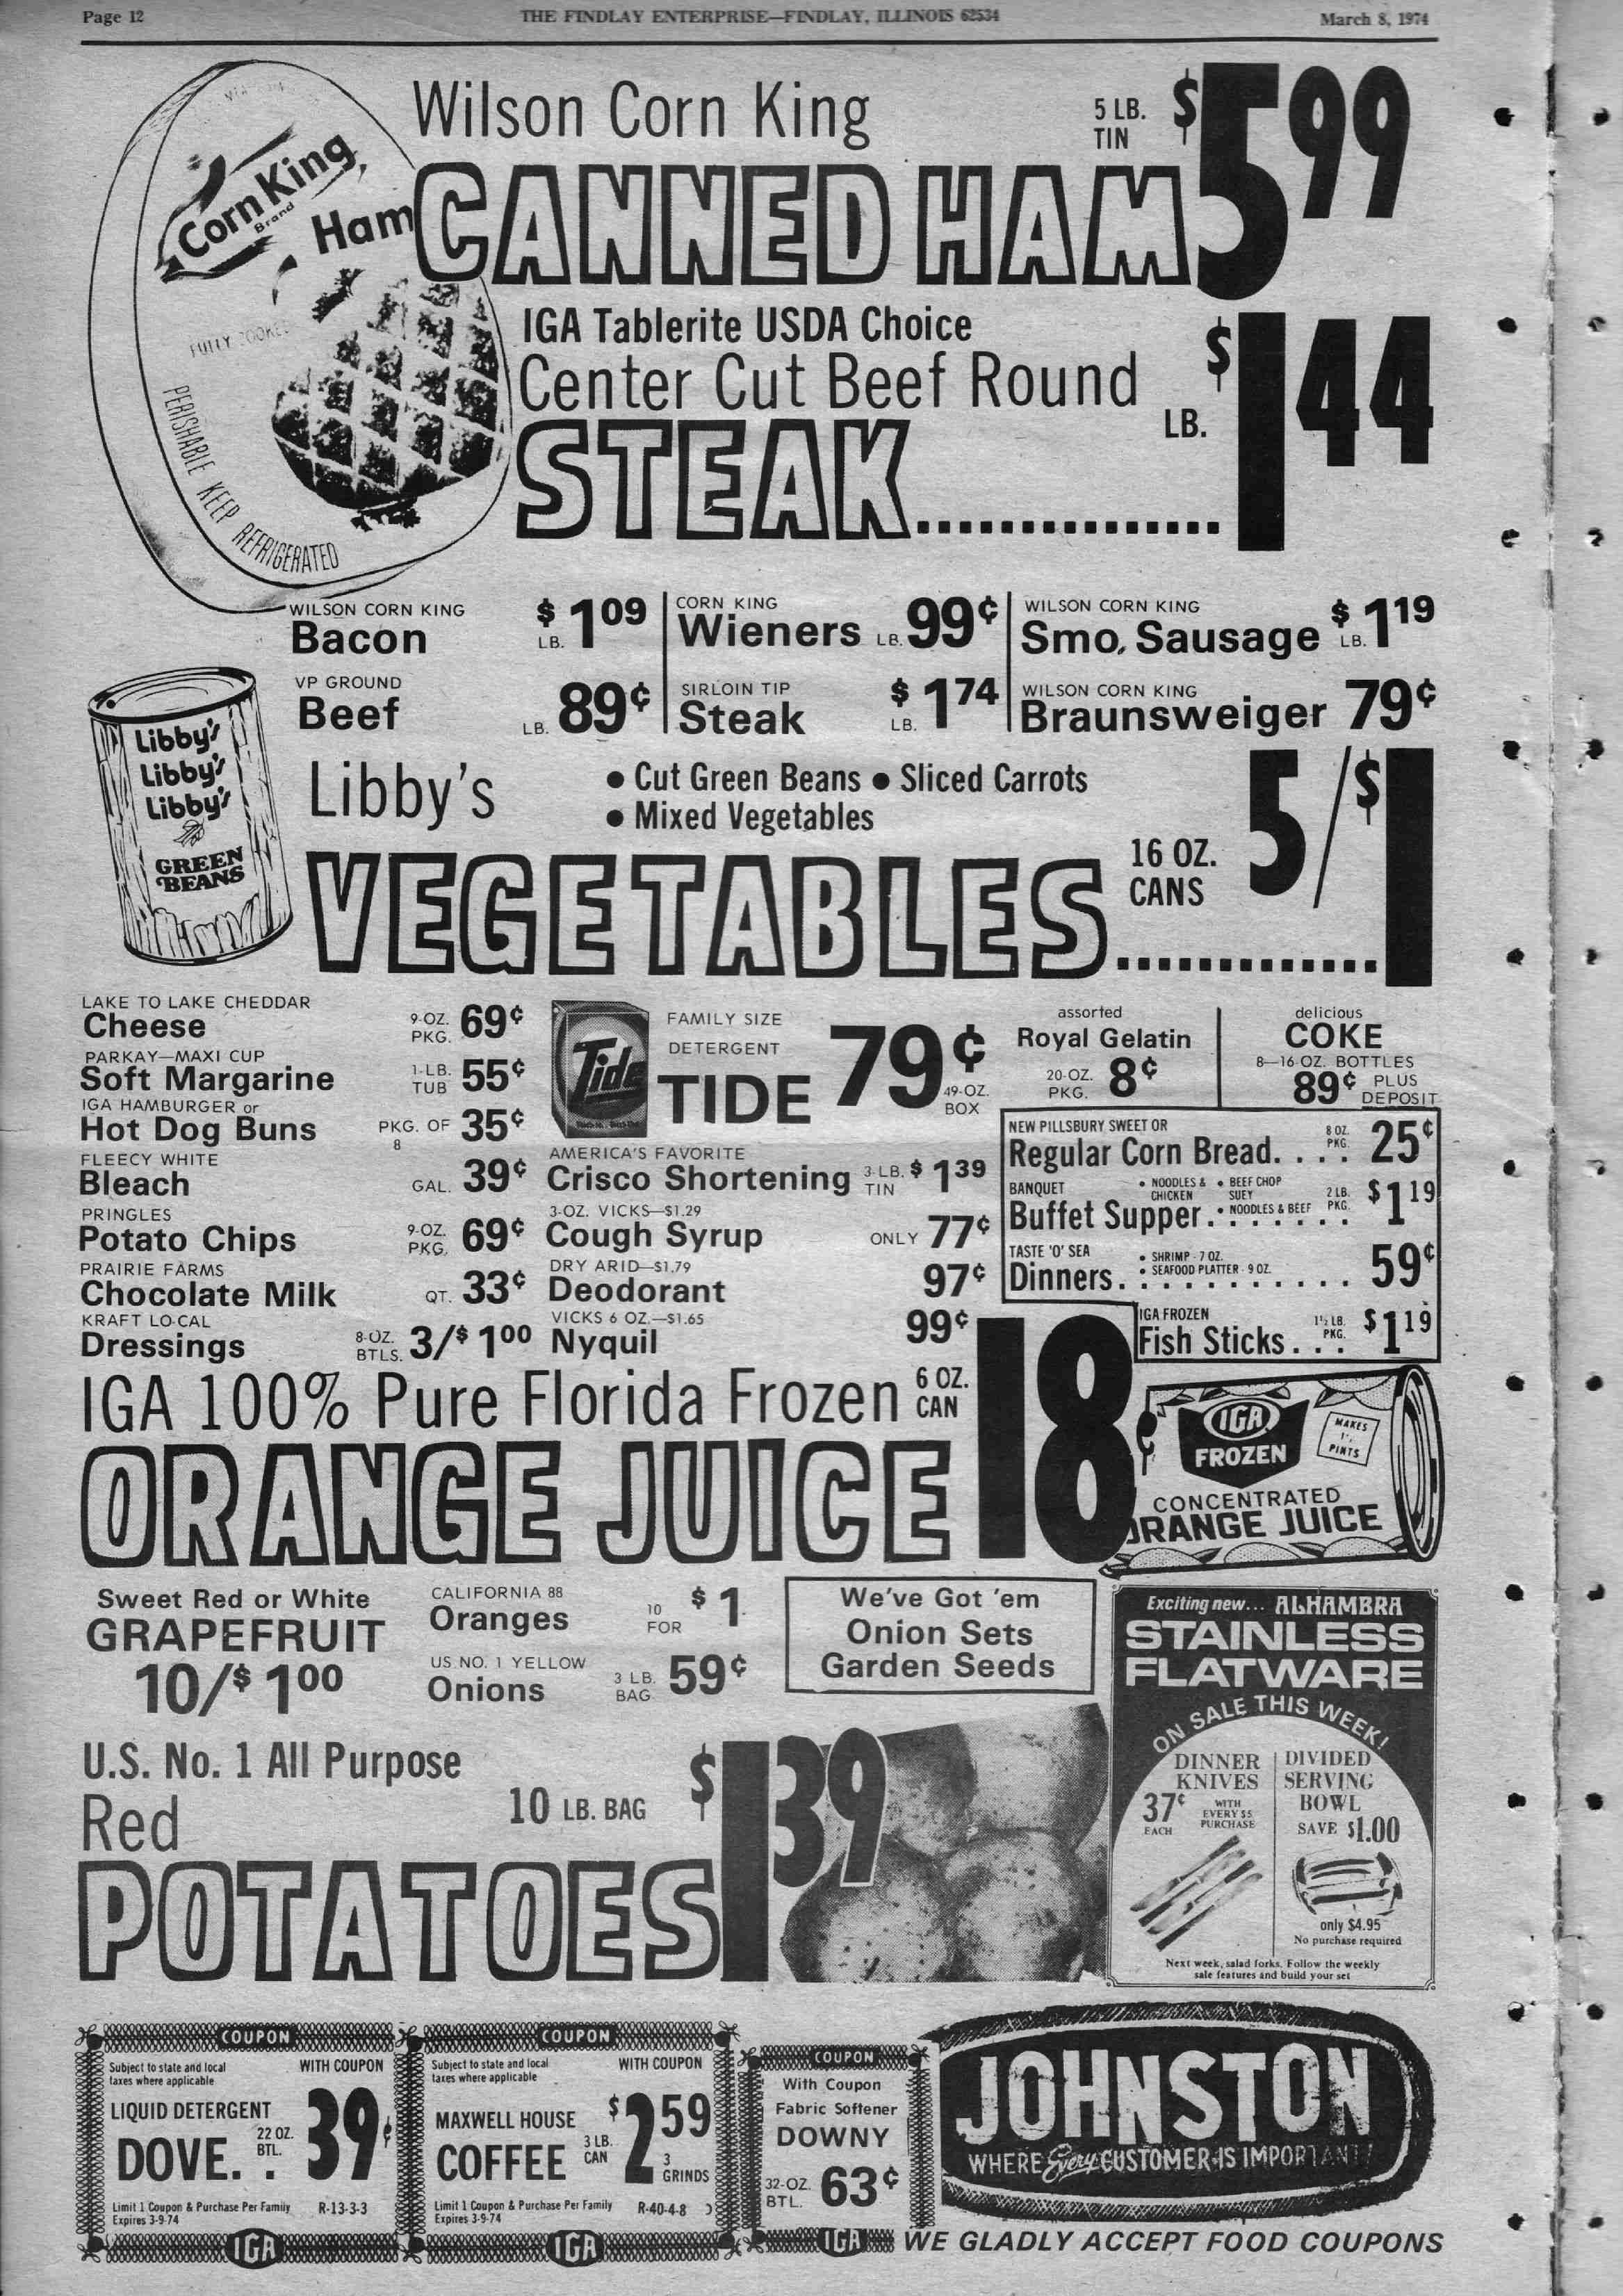 Page 12
THE FINDLAY ENTERPRISE—FINDLAY, ILLINOIS 62534
March 8, 1974
Wilson Corn King
5 LB. TIN
$5 99
CANNED HAM
Corn King
Brand
Ham
FULLY COOKED
PERISHABLE KEEP REFRIGERATED
IGA Tablerite USDA Choice
Center Cut Beef Round
STEAK...............
LB.
$1 44
WILSON CORN KING
Bacon
$1 09
LB.
CORN KING
Wieners LB. 99¢
WILSON CORN KING
Smo. Sausage LB. $1 19
VP GROUND
Beef LB. 89¢
SIRLOIN TIP
Steak LB. $1 74
WILSON CORN KING
Braunsweiger 79¢
Libby's
Libby's
Libby's
GREEN
BEANS
Libby's
• Cut Green Beans • Sliced Carrots
• Mixed Vegetables
VEGETABLES.............
16 OZ.
CANS
5/$1
LAKE TO LAKE CHEDDAR
Cheese 9-OZ. PKG. 69¢
PARKAY—MAXI CUP
Soft Margarine 1-LB. TUB 55¢
IGA HAMBURGER or
Hot Dog Buns PKG. OF 8 35¢
FLEECY WHITE
Bleach GAL. 39¢
PRINGLES
Potato Chips 9-OZ. PKG. 69¢
PRAIRIE FARMS
Chocolate Milk QT. 33¢
KRAFT LO-CAL
Dressings 8-OZ. BTLS. 3/$1 00
Tide
FAMILY SIZE
DETERGENT
TIDE 79¢
49-OZ.
BOX
AMERICA'S FAVORITE
Crisco Shortening 3-LB. TIN $1 39
3-OZ. VICKS—$1.29
Cough Syrup ONLY 77¢
DRY ARID—$1.79
Deodorant 97¢
VICKS 6 OZ.—$1.65
Nyquil 99¢
assorted
Royal Gelatin
20-OZ. PKG. 8¢
delicious
COKE
8—16-OZ. BOTTLES
89¢ PLUS DEPOSIT
NEW PILLSBURY SWEET OR
Regular Corn Bread. . . . . 8 OZ. PKG. 25¢
BANQUET
• NOODLES & CHICKEN • BEEF CHOP SUEY
Buffet Supper. • NOODLES & BEEF 2 LB. PKG. $1 19
TASTE 'O' SEA
• SHRIMP - 7 OZ.
• SEAFOOD PLATTER - 9 OZ.
Dinners. . . . . . . . . . . . 59¢
IGA FROZEN
Fish Sticks. . . 1½ LB. PKG. $1 19
IGA 100% Pure Florida Frozen
6 OZ. CAN
ORANGE JUICE
18¢
IGA
FROZEN
MAKES
1½
PINTS
CONCENTRATED
ORANGE JUICE
Sweet Red or White
GRAPEFRUIT
10/$1 00
CALIFORNIA 88
Oranges 10 FOR $1
US NO. 1 YELLOW
Onions 3 LB. BAG 59¢
We've Got 'em
Onion Sets
Garden Seeds
U.S. No. 1 All Purpose
Red
10 LB. BAG
$1 39
POTATOES
Exciting new... ALHAMBRA
STAINLESS
FLATWARE
ON SALE THIS WEEK!
DINNER
KNIVES
37¢ EACH
WITH
EVERY $5
PURCHASE
DIVIDED
SERVING
BOWL
SAVE $1.00
only $4.95
No purchase required
Next week, salad forks. Follow the weekly
sale features and build your set
COUPON
Subject to state and local
taxes where applicable
WITH COUPON
LIQUID DETERGENT
DOVE. . .
22 OZ.
BTL.
39¢
Limit 1 Coupon & Purchase Per Family
Expires 3-9-74
R-13-3-3
IGA
COUPON
Subject to state and local
taxes where applicable
WITH COUPON
MAXWELL HOUSE
COFFEE
3 LB.
CAN
$2 59
3
GRINDS
Limit 1 Coupon & Purchase Per Family
Expires 3-9-74
R-40-4-8
IGA
COUPON
With Coupon
Fabric Softener
DOWNY
32-OZ.
BTL. 63¢
IGA
JOHNSTON
WHERE Every CUSTOMER IS IMPORTANT!
WE GLADLY ACCEPT FOOD COUPONS